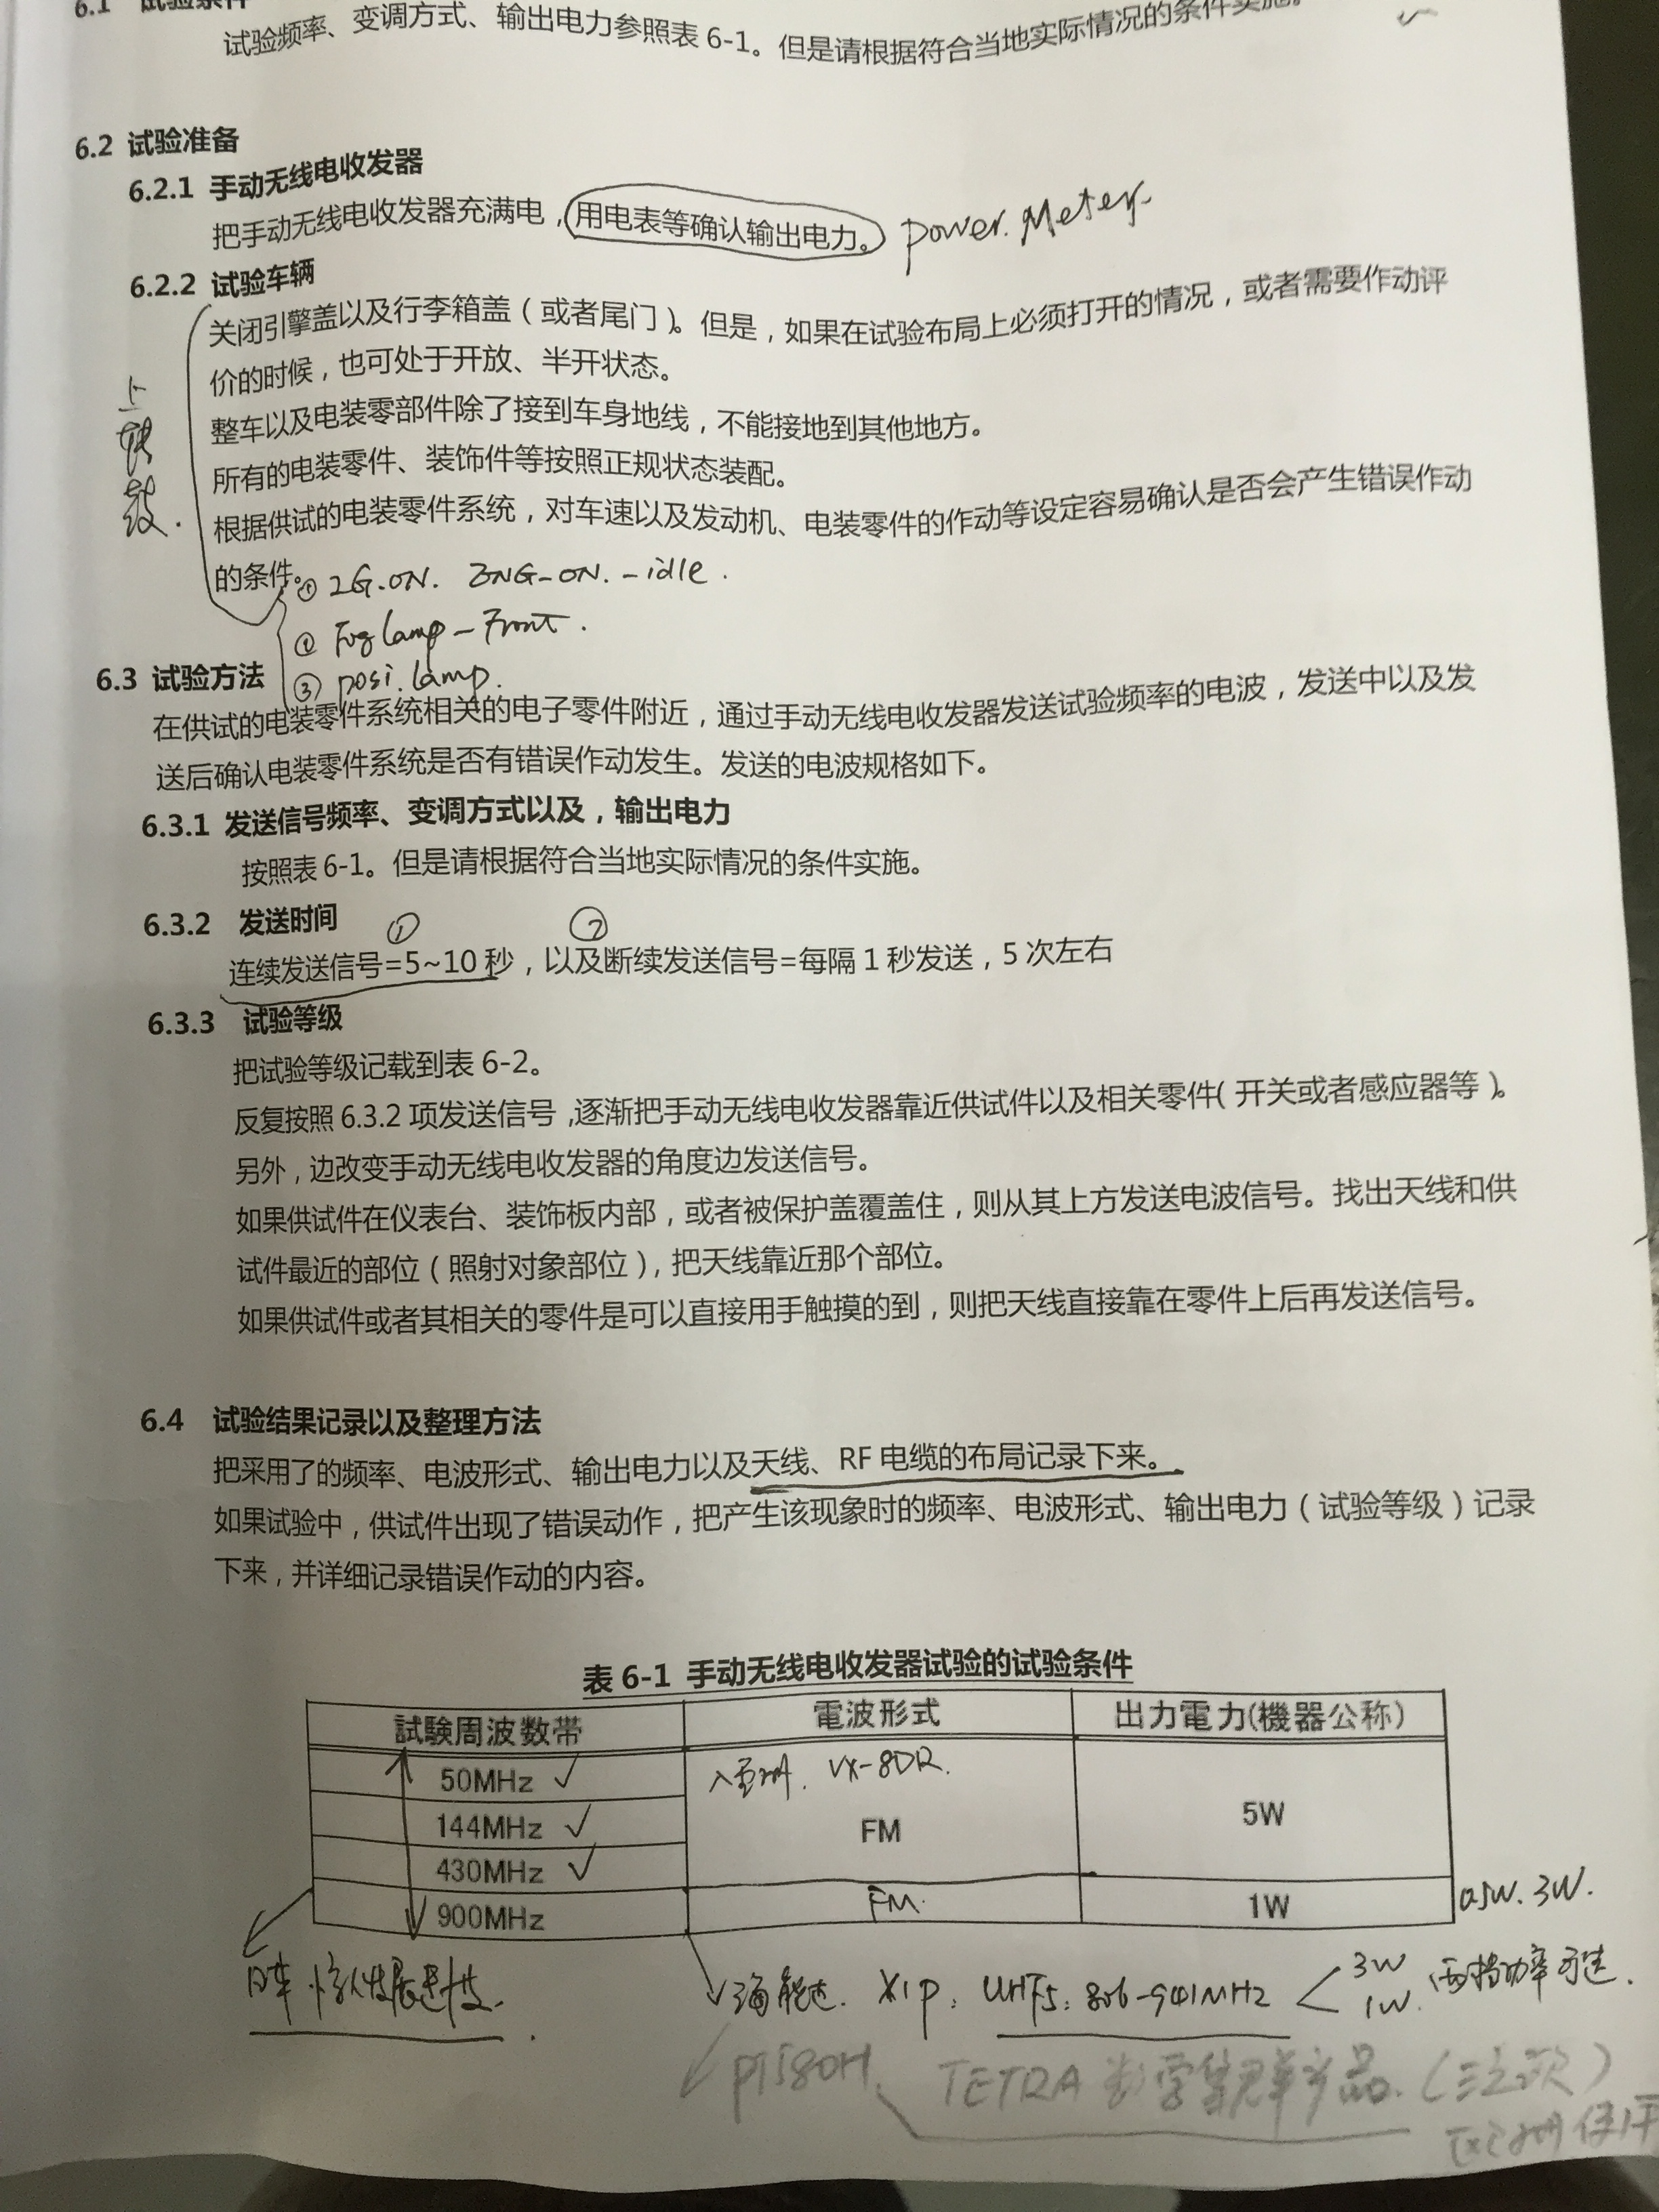 6.1 试验条件
试验频率、变调方式、输出电力参照表 6-1。但是请根据符合当地实际情况的条件实施。
6.2 试验准备
6.2.1 手动无线电收发器
把手动无线电收发器充满电，用电表等确认输出电力。 Power. Meter.
6.2.2 试验车辆
关闭引擎盖以及行李箱盖（或者尾门）。但是，如果在试验布局上必须打开的情况，或者需要作动评
价的时候，也可处于开放、半开状态。
整车以及电装零部件除了接到车身地线，不能接地到其他地方。
所有的电装零件、装饰件等按照正规状态装配。
根据供试的电装零件系统，对车速以及发动机、电装零件的作动等设定容易确认是否会产生错误作动
的条件。① 2G-ON. ENG-ON. -idle.
② Fog lamp - Front.
6.3 试验方法 ③ posi. lamp.
在供试的电装零件系统相关的电子零件附近，通过手动无线电收发器发送试验频率的电波，发送中以及发
送后确认电装零件系统是否有错误作动发生。发送的电波规格如下。
6.3.1 发送信号频率、变调方式以及，输出电力
按照表 6-1。但是请根据符合当地实际情况的条件实施。
6.3.2 发送时间 ① ②
连续发送信号=5~10 秒，以及断续发送信号=每隔 1 秒发送，5 次左右
6.3.3 试验等级
把试验等级记载到表 6-2。
反复按照 6.3.2 项发送信号，逐渐把手动无线电收发器靠近供试件以及相关零件（开关或者感应器等）。
另外，边改变手动无线电收发器的角度边发送信号。
如果供试件在仪表台、装饰板内部，或者被保护盖覆盖住，则从其上方发送电波信号。找出天线和供
试件最近的部位（照射对象部位），把天线靠近那个部位。
如果供试件或者其相关的零件是可以直接用手触摸的到，则把天线直接靠在零件上后再发送信号。
6.4 试验结果记录以及整理方法
把采用了的频率、电波形式、输出电力以及天线、RF 电缆的布局记录下来。
如果试验中，供试件出现了错误动作，把产生该现象时的频率、电波形式、输出电力（试验等级）记录
下来，并详细记录错误作动的内容。
表 6-1 手动无线电收发器试验的试验条件
試験周波数帯 電波形式 出力電力(機器公称)
50MHz ✓ VX-8DR.
144MHz ✓ FM 5W
430MHz ✓
900MHz FM. 1W 0.5W. 3W.
海能达. X1P: UHF5: 806-941MHz 3W 1W. 两档功率可选.
PT580H TETRA 数字集群产品.